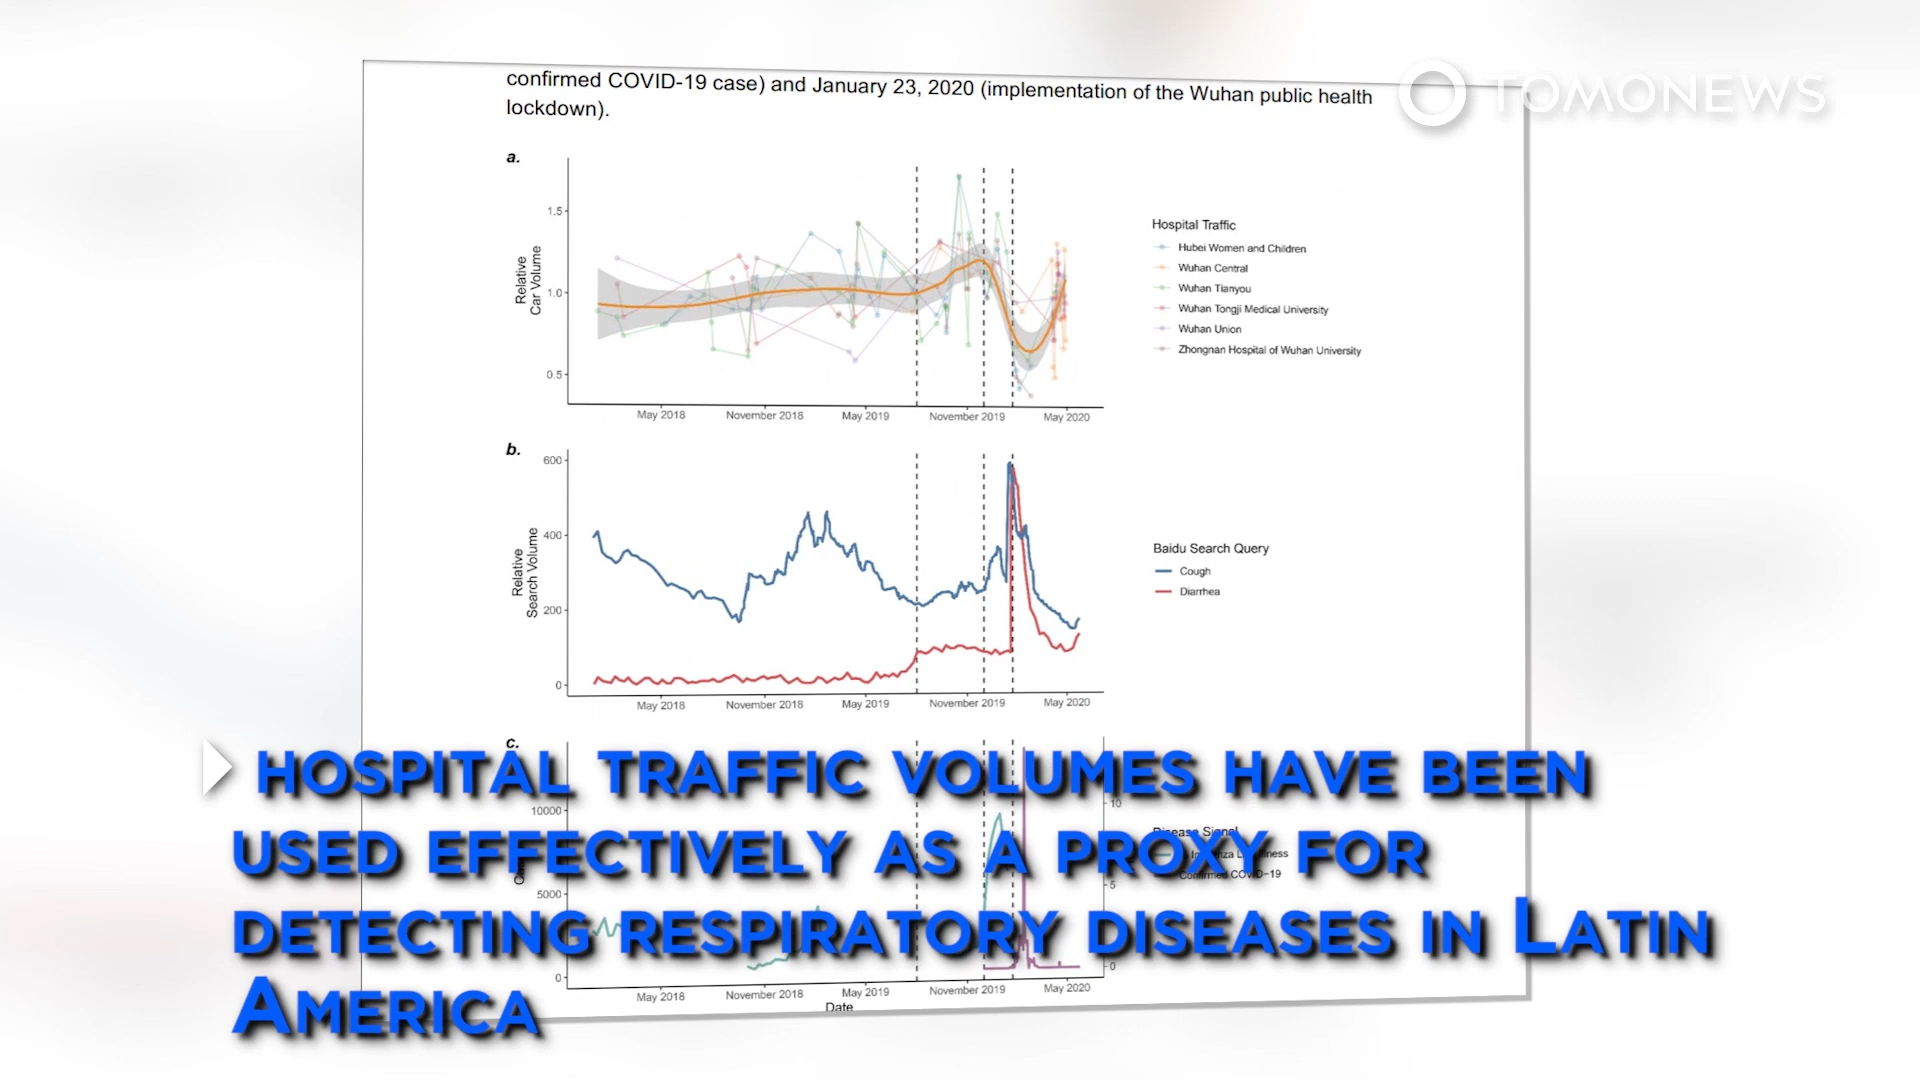 confirmed COVID-19 case) and January 23, 2020 (implementation of the Wuhan public health
lockdown).
TOMONEWS
a.
Relative
Car Volume
1.5
1.0
0.5
May 2018 November 2018 May 2019 November 2019 May 2020
Hospital Traffic
Hubei Women and Children
Wuhan Central
Wuhan Tianyou
Wuhan Tongji Medical University
Wuhan Union
Zhongnan Hospital of Wuhan University
b.
Relative
Search Volume
600
400
200
0
May 2018 November 2018 May 2019 November 2019 May 2020
Baidu Search Query
Cough
Diarrhea
c.
10000
5000
0
10
5
0
May 2018 November 2018 May 2019 November 2019 May 2020
Date
Disease Signal
Confirmed COVID-19
HOSPITAL TRAFFIC VOLUMES HAVE BEEN
USED EFFECTIVELY AS A PROXY FOR
DETECTING RESPIRATORY DISEASES IN LATIN
AMERICA